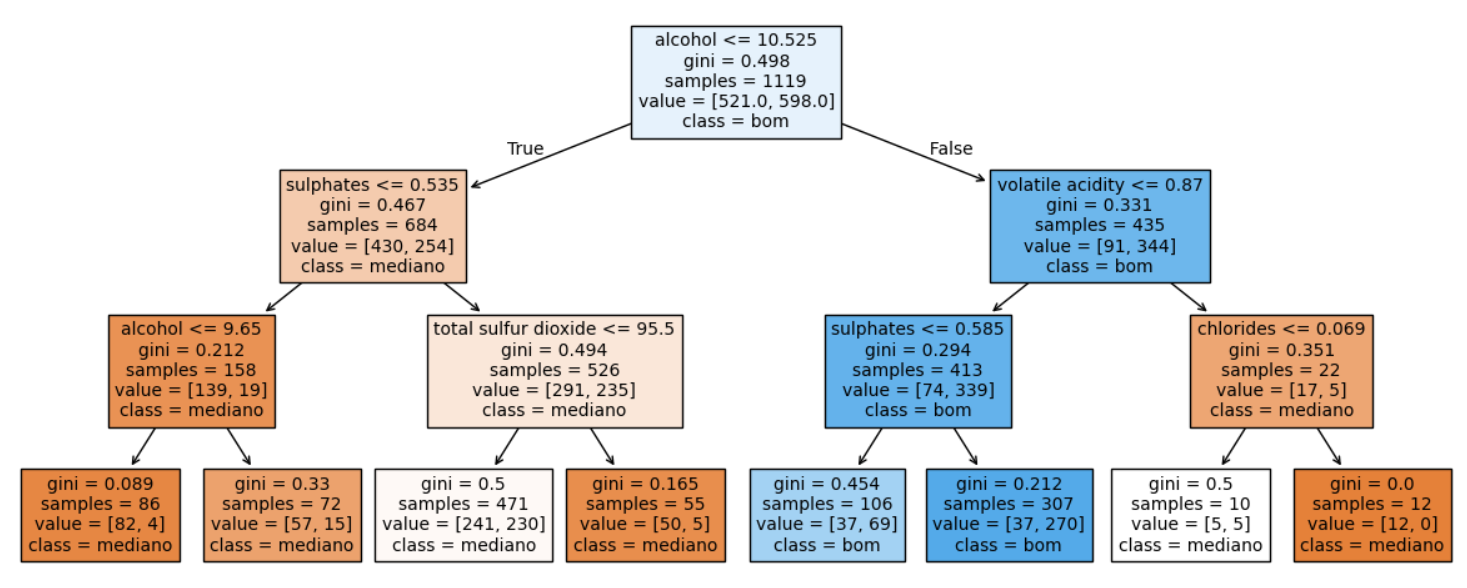 alcohol <= 10.525
gini = 0.498
samples = 1119
value = [521.0, 598.0]
class = bom
True
False
sulphates <= 0.535
gini = 0.467
samples = 684
value = [430, 254]
class = mediano
volatile acidity <= 0.87
gini = 0.331
samples = 435
value = [91, 344]
class = bom
alcohol <= 9.65
gini = 0.212
samples = 158
value = [139, 19]
class = mediano
total sulfur dioxide <= 95.5
gini = 0.494
samples = 526
value = [291, 235]
class = mediano
sulphates <= 0.585
gini = 0.294
samples = 413
value = [74, 339]
class = bom
chlorides <= 0.069
gini = 0.351
samples = 22
value = [17, 5]
class = mediano
gini = 0.089
samples = 86
value = [82, 4]
class = mediano
gini = 0.33
samples = 72
value = [57, 15]
class = mediano
gini = 0.5
samples = 471
value = [241, 230]
class = mediano
gini = 0.165
samples = 55
value = [50, 5]
class = mediano
gini = 0.454
samples = 106
value = [37, 69]
class = bom
gini = 0.212
samples = 307
value = [37, 270]
class = bom
gini = 0.5
samples = 10
value = [5, 5]
class = mediano
gini = 0.0
samples = 12
value = [12, 0]
class = mediano